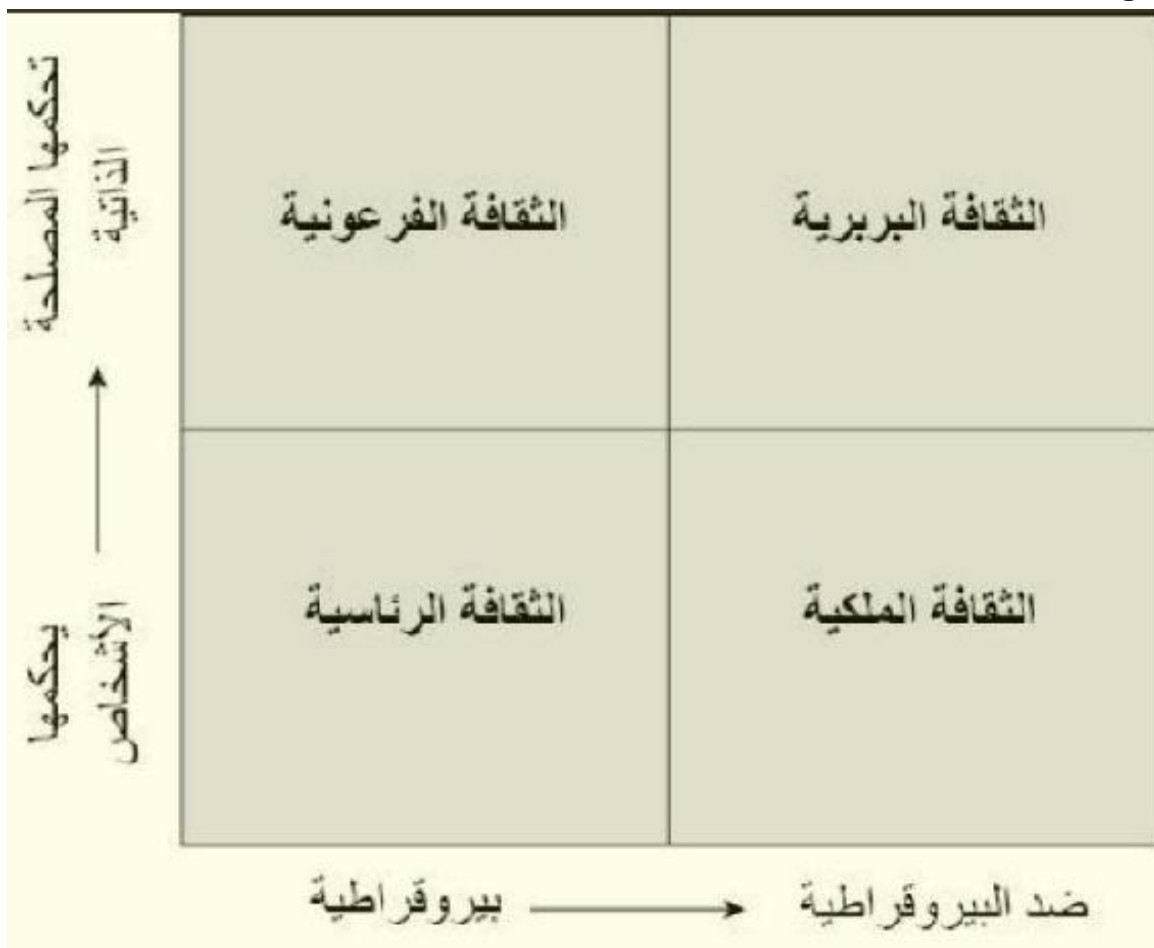 تحكمها المصلحة
الذاتية
الثقافة الفرعونية
الثقافة البربرية
يحكمها
الأشخاص
الثقافة الرئاسية
الثقافة الملكية
بيروقراطية
ضد البيروقراطية